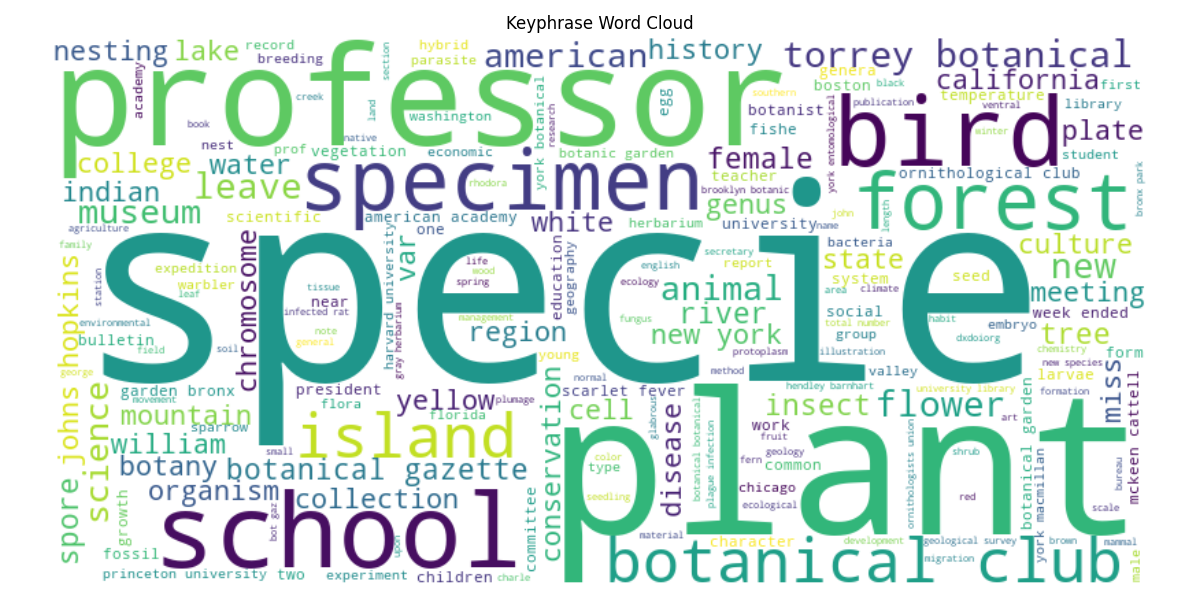 Keyphrase Word Cloud
nesting
lake
record
breeding
hybrid
parasite
american
history
torrey botanical
genera
boston
black
california
first
temperature
library
ventral
publication
southern
section
academy
professor
creek
land
washington
egg
botanist
fishe
bird
plate
student
book
nest
native
research
york botanical
york entomological
college
water
prof
vegetation
economic
botanic garden
female
teacher
ornithological club
indian
leave
specimen
rhodora
brooklyn botanic
genus
forest
length
bronx park
museum
scientific
american academy
one
white
herbarium
university
name
john
agriculture
family
specie
var
harvard university
gray herbarium
education
geography
secretary
report
bacteria
state
system
culture
new
seed
expedition
warbler
leaf
station
chromosome
tissue
near
infected rat
life
wood
spring
english
ecology
animal
river
new york
area
climate
social
total number
group
habit
embryo
meeting
week ended
tree
environmental
bulletin
field
soil
note
general
management
region
young
fungus
protoplasm
method
illustration
valley
dxdoiorg
chemistry
new species
form
larvae
spore
johns hopkins
george
science
garden bronx
movement
president
flora
yellow
plumage
florida
normal
scarlet fever
conservation
cell
glabrous
hendley barnhart
university library
formation
art
miss
mckeen cattell
mountain
sparrow
william
small
island
color
type
seedling
disease
botanical botanical
plague infection
work
fruit
fern
geology
common
chicago
ecological
insect
flower
ornithologists union
shrub
red
botanical garden
york macmillan
bureau
scale
botany
botanical gazette
organism
collection
growth
fossil
school
bot gaz
upon
committee
plant
material
character
development
geological survey
migration
brown
mammal
male
princeton university
two
experiment
children
charle
botanical club